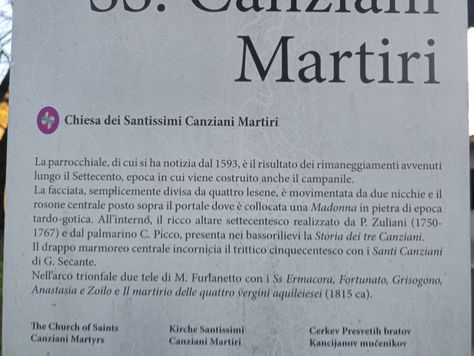 SS. Canziani
Martiri
Chiesa dei Santissimi Canziani Martiri
La parrocchiale, di cui si ha notizia dal 1593, è il risultato dei rimaneggiamenti avvenuti
lungo il Settecento, epoca in cui viene costruito anche il campanile.
La facciata, semplicemente divisa da quattro lesene, è movimentata da due nicchie e il
rosone centrale posto sopra il portale dove è collocata una Madonna in pietra di epoca
tardo-gotica. All'interno, il ricco altare settecentesco realizzato da P. Zuliani (1750-
1767) e dal palmarino C. Picco, presenta nei bassorilievi la Storia dei tre Canziani.
Il drappo marmoreo centrale incornicia il trittico cinquecentesco con i Santi Canziani
di G. Secante.
Nell'arco trionfale due tele di M. Furlanetto con i Ss Ermacora, Fortunato, Grisogono,
Anastasia e Zoilo e Il martirio delle quattro vergini aquileiesi (1815 ca).
The Church of Saints
Canziani Martyrs
Kirche Santissimi
Canziani Martiri
Cerkev Presvetih bratov
Kancijanov mučenikov